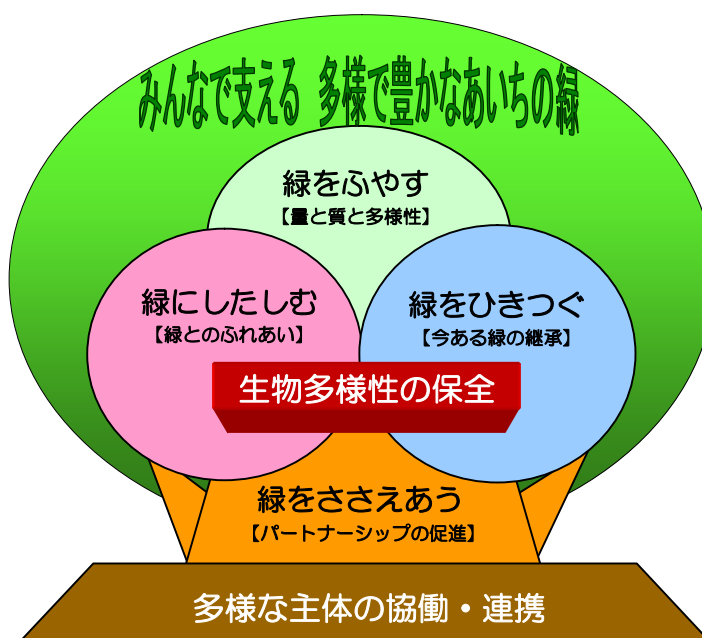 みんなで支える 多様で豊かなあいちの緑
緑をふやす
【量と質と多様性】
緑にしたしむ
【緑とのふれあい】
緑をひきつぐ
【今ある緑の継承】
生物多様性の保全
緑をささえあう
【パートナーシップの促進】
多様な主体の協働・連携